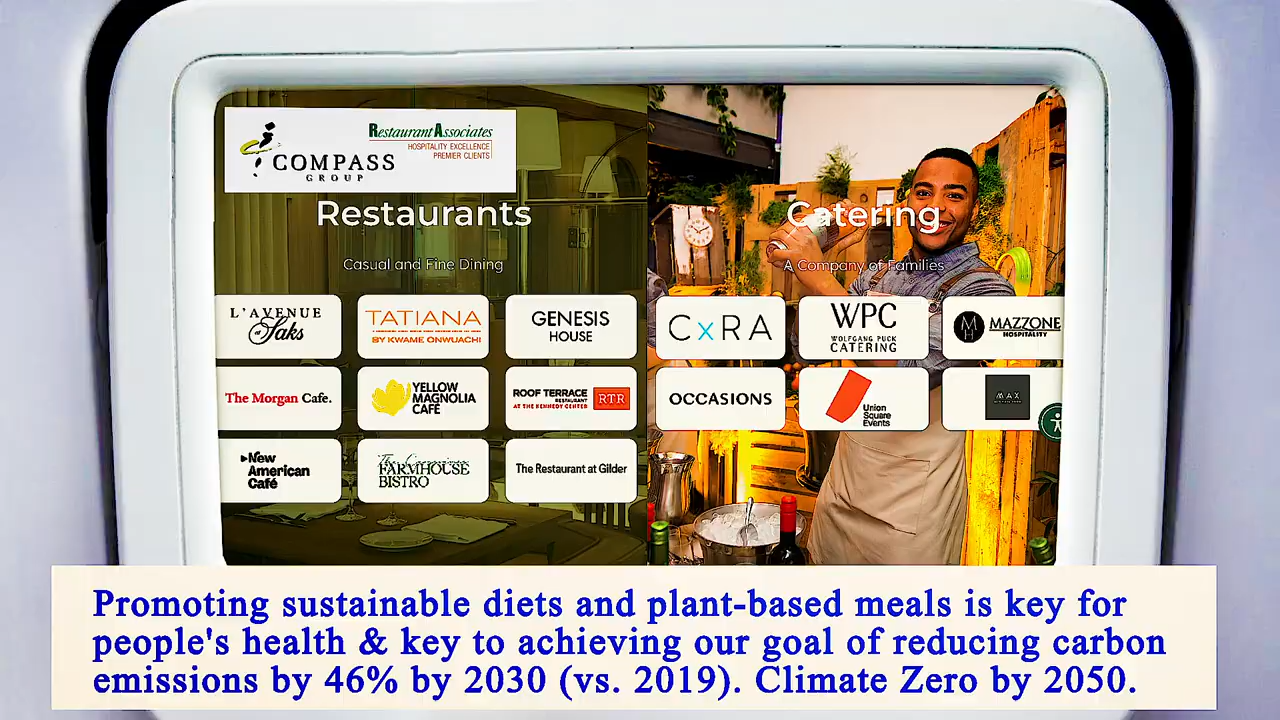 COMPASS
GROUP
RESTAURANT ASSOCIATES
HOSPITALITY EXCELLENCE
PREMIER CLIENTS
Restaurants
Casual and Fine Dining
L'AVENUE
at Saks
TATIANA
BY KWAME ONWUACHI
GENESIS
HOUSE
The Morgan Cafe.
YELLOW
MAGNOLIA
CAFÉ
ROOF TERRACE
RESTAURANT
AT THE KENNEDY CENTER
RTR
New
American
Café
FARMHOUSE
BISTRO
The Restaurant at Gilder
Catering
A Company of Families
CxRA
WPC
WOLFGANG PUCK
CATERING
MH
MAZZONE
HOSPITALITY
OCCASIONS
Union
Square
Events
MAX
Promoting sustainable diets and plant-based meals is key for
people's health & key to achieving our goal of reducing carbon
emissions by 46% by 2030 (vs. 2019). Climate Zero by 2050.